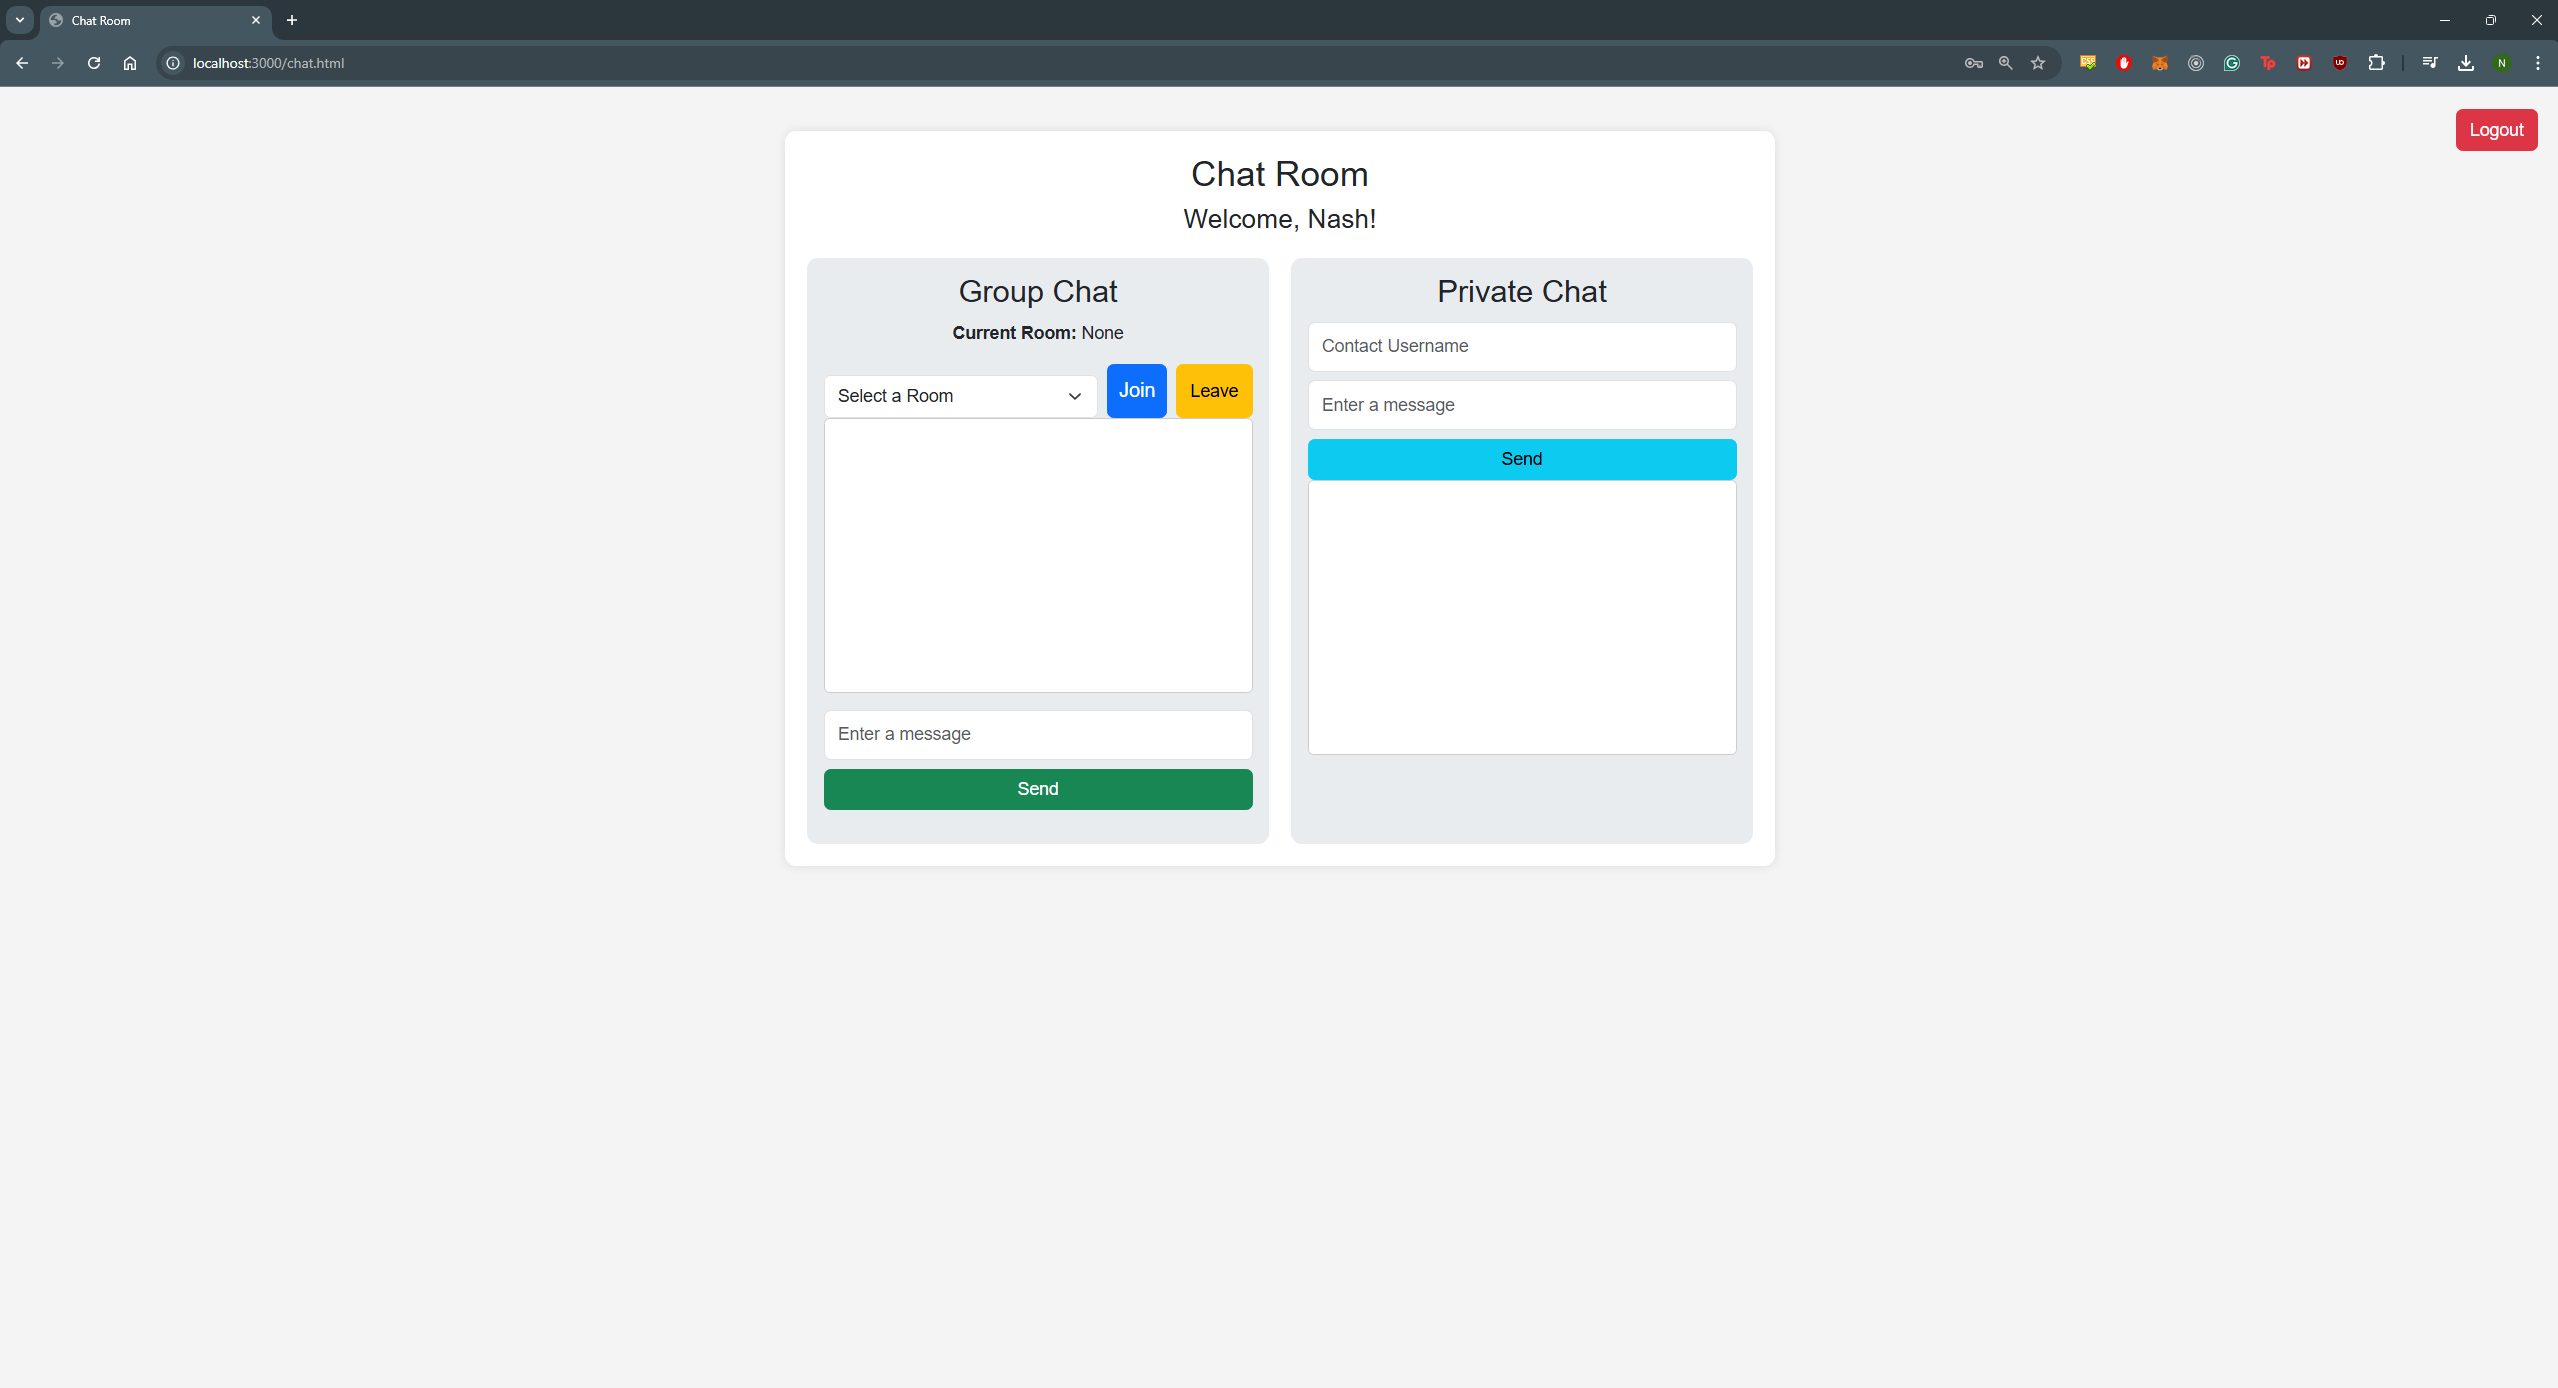 Chat Room
localhost:3000/chat.html
N
Logout
Chat Room
Welcome, Nash!
Group Chat
Current Room: None
Select a Room
Join
Leave
Enter a message
Send
Private Chat
Contact Username
Enter a message
Send